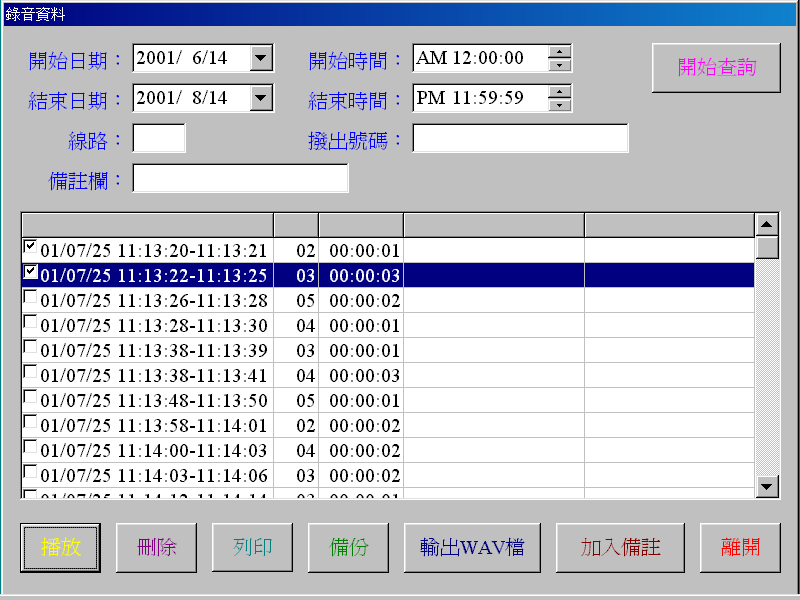 錄音資料
開始日期： 2001/ 6/14 開始時間： AM 12:00:00 開始查詢
結束日期： 2001/ 8/14 結束時間： PM 11:59:59
線路： 撥出號碼：
備註欄：
01/07/25 11:13:20-11:13:21 02 00:00:01
01/07/25 11:13:22-11:13:25 03 00:00:03
01/07/25 11:13:26-11:13:28 05 00:00:02
01/07/25 11:13:28-11:13:30 04 00:00:01
01/07/25 11:13:38-11:13:39 03 00:00:01
01/07/25 11:13:38-11:13:41 04 00:00:03
01/07/25 11:13:48-11:13:50 05 00:00:01
01/07/25 11:13:58-11:14:01 02 00:00:02
01/07/25 11:14:00-11:14:03 04 00:00:02
01/07/25 11:14:03-11:14:06 03 00:00:02
播放 刪除 列印 備份 輸出WAV檔 加入備註 離開